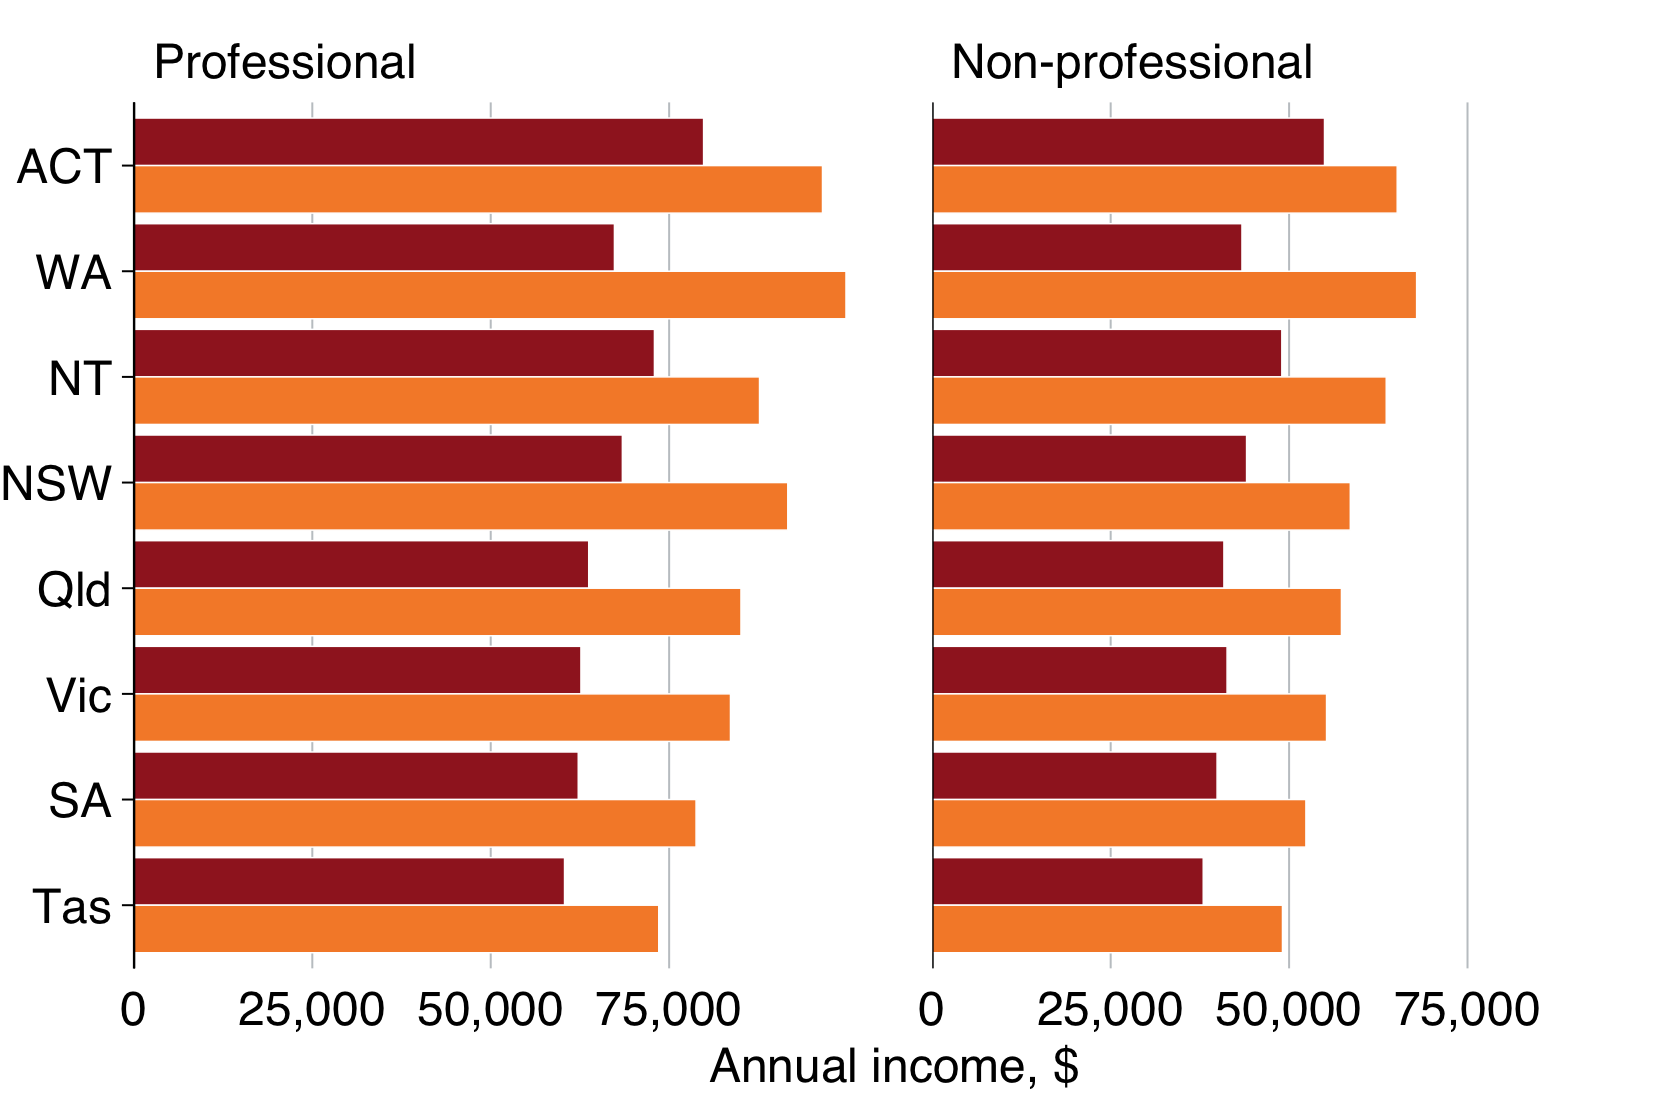 Professional
Non-professional
ACT
WA
NT
NSW
Qld
Vic
SA
Tas
0 25,000 50,000 75,000 0 25,000 50,000 75,000
Annual income, $